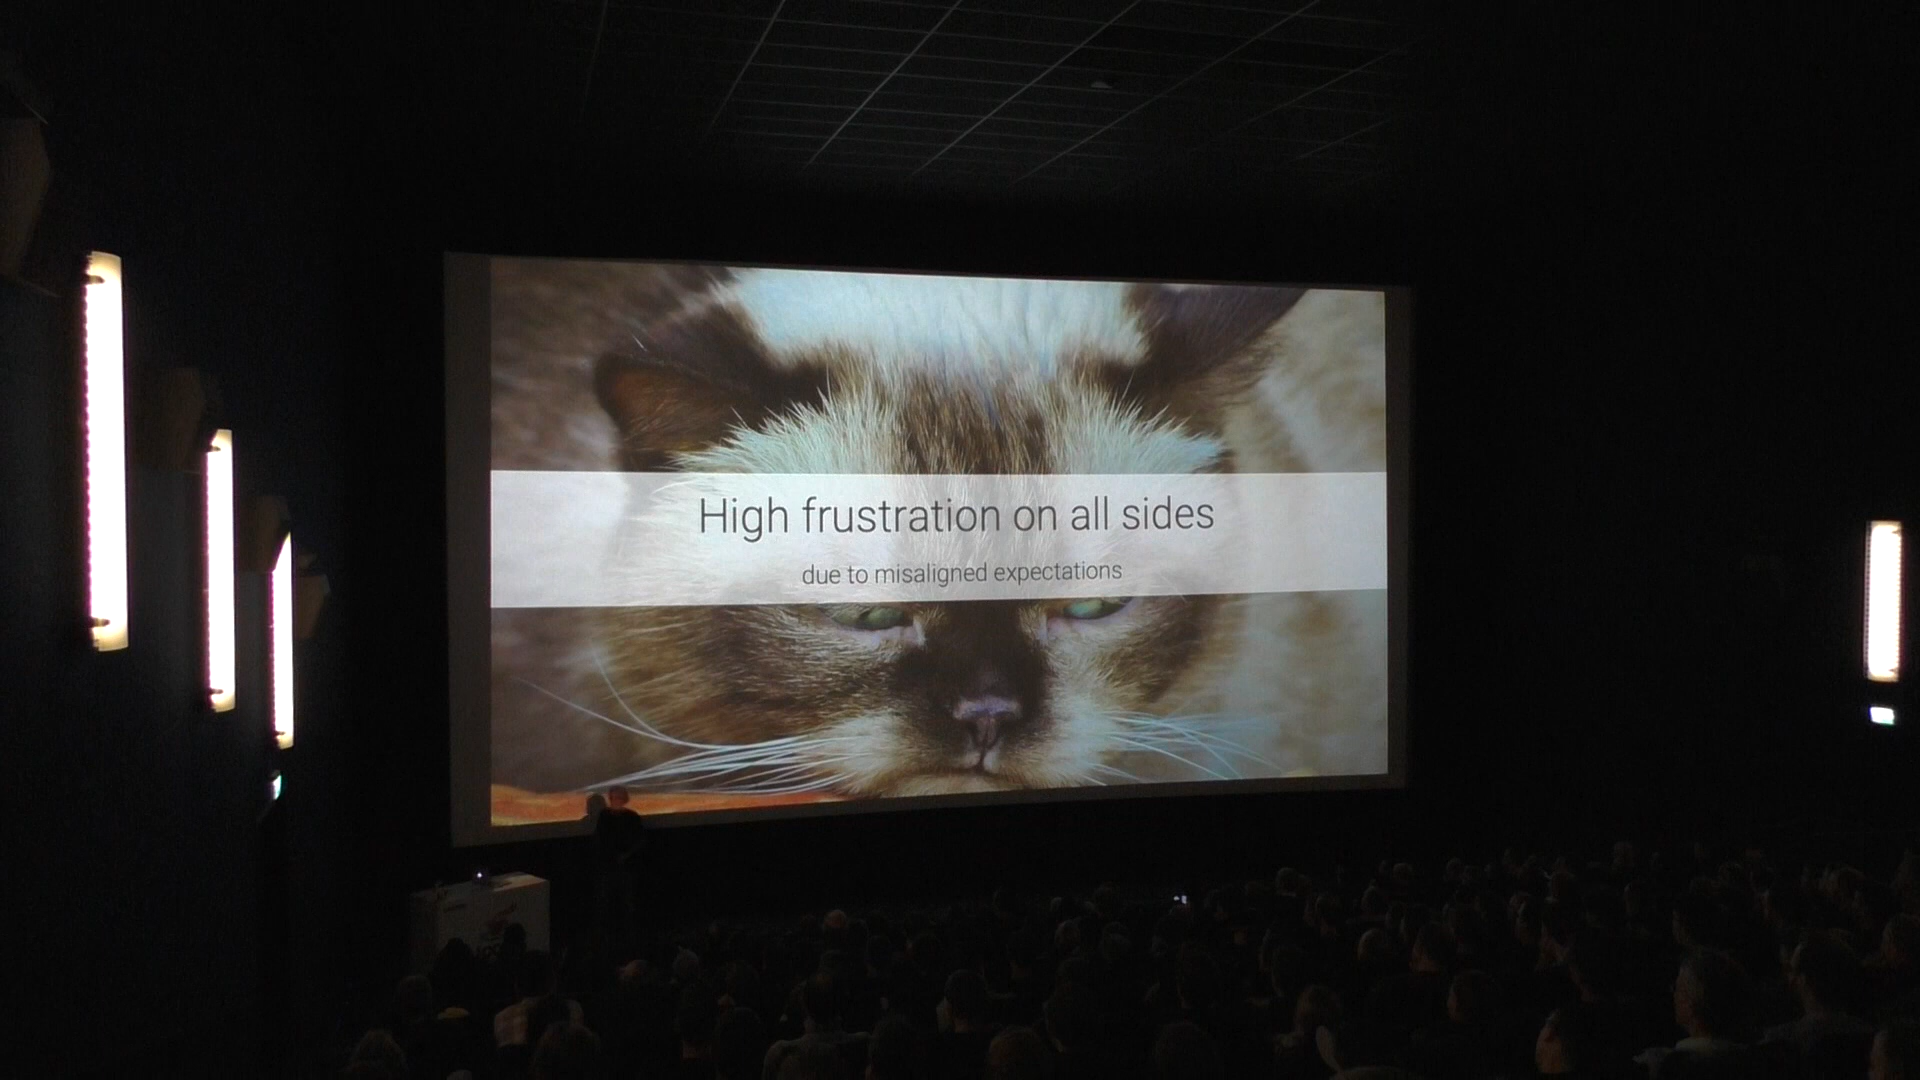 High frustration on all sides
due to misaligned expectations